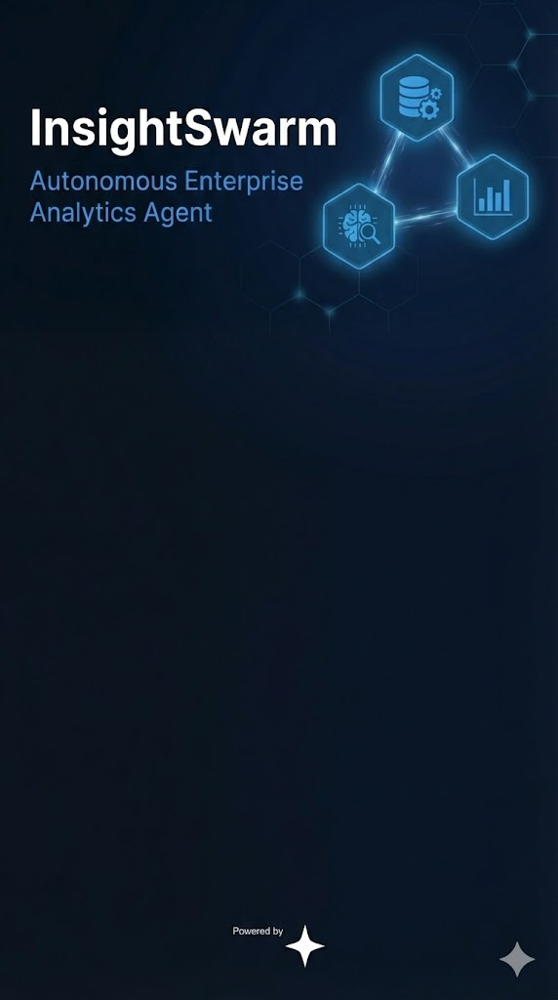 InsightSwarm
Autonomous Enterprise
Analytics Agent
Powered by